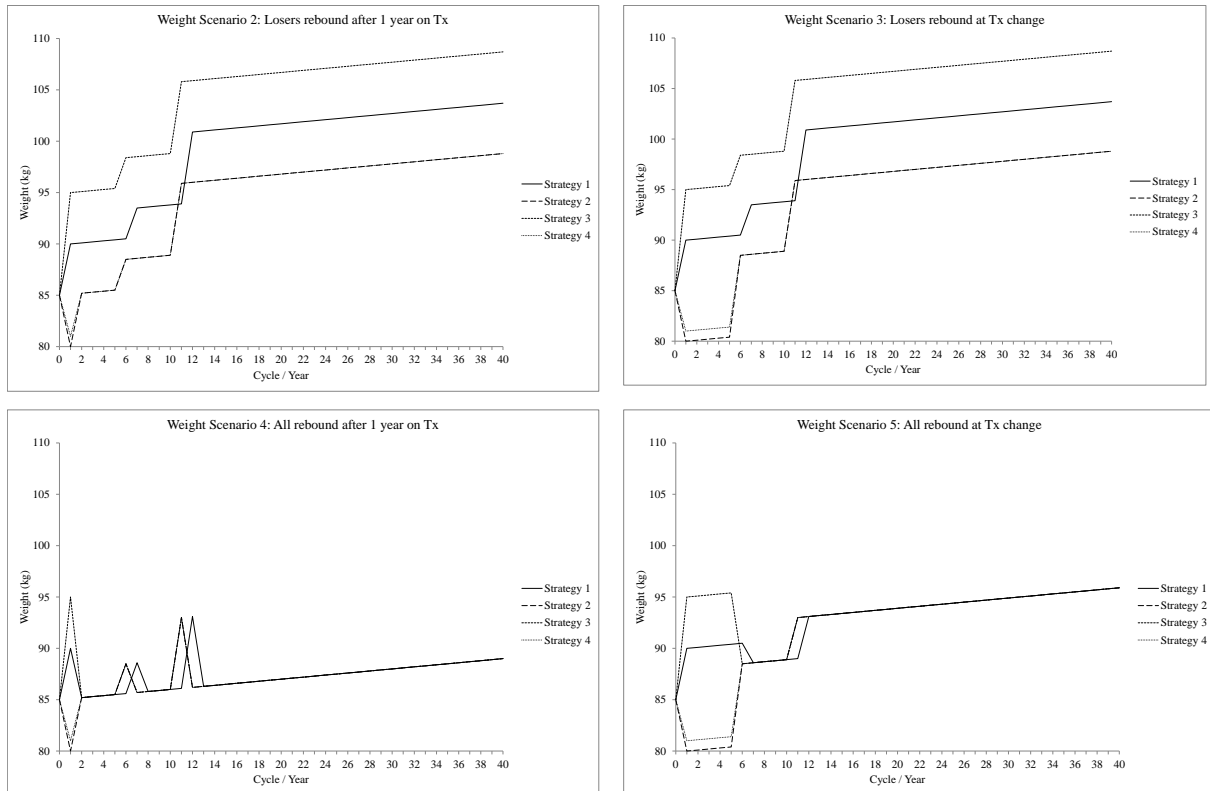 Weight Scenario 2: Losers rebound after 1 year on Tx
110
105
100
95
90
85
80
Weight (kg)
0 2 4 6 8 10 12 14 16 18 20 22 24 26 28 30 32 34 36 38 40
Cycle / Year
Strategy 1
Strategy 2
Strategy 3
Strategy 4
Weight Scenario 3: Losers rebound at Tx change
110
105
100
95
90
85
80
Weight (kg)
0 2 4 6 8 10 12 14 16 18 20 22 24 26 28 30 32 34 36 38 40
Cycle / Year
Strategy 1
Strategy 2
Strategy 3
Strategy 4
Weight Scenario 4: All rebound after 1 year on Tx
110
105
100
95
90
85
80
Weight (kg)
0 2 4 6 8 10 12 14 16 18 20 22 24 26 28 30 32 34 36 38 40
Cycle / Year
Strategy 1
Strategy 2
Strategy 3
Strategy 4
Weight Scenario 5: All rebound at Tx change
110
105
100
95
90
85
80
Weight (kg)
0 2 4 6 8 10 12 14 16 18 20 22 24 26 28 30 32 34 36 38 40
Cycle / Year
Strategy 1
Strategy 2
Strategy 3
Strategy 4